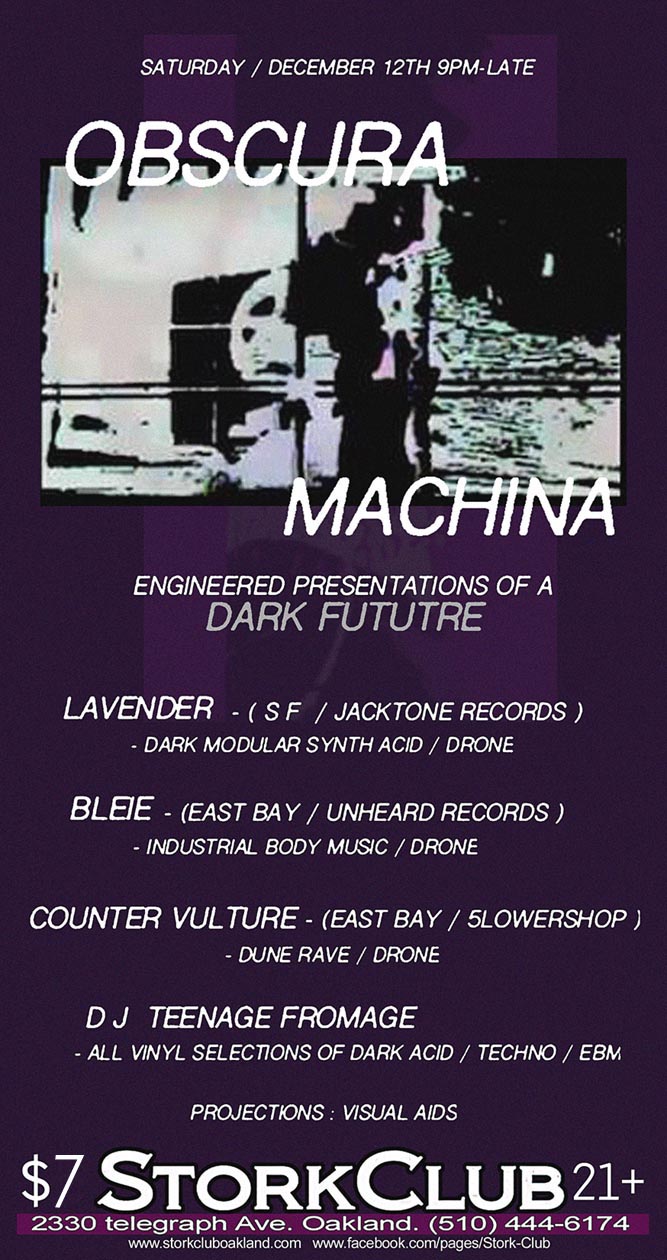 SATURDAY / DECEMBER 12TH 9PM-LATE
OBSCURA
MACHINA
ENGINEERED PRESENTATIONS OF A
DARK FUTUTRE
LAVENDER - ( S F / JACKTONE RECORDS )
- DARK MODULAR SYNTH ACID / DRONE
BLEIE - (EAST BAY / UNHEARD RECORDS )
- INDUSTRIAL BODY MUSIC / DRONE
COUNTER VULTURE - (EAST BAY / 5LOWERSHOP )
- DUNE RAVE / DRONE
D J TEENAGE FROMAGE
- ALL VINYL SELECTIONS OF DARK ACID / TECHNO / EBM
PROJECTIONS : VISUAL AIDS
$7 STORKCLUB 21+
2330 telegraph Ave. Oakland. (510) 444-6174
www.storkcluboakland.com www.facebook.com/pages/Stork-Club